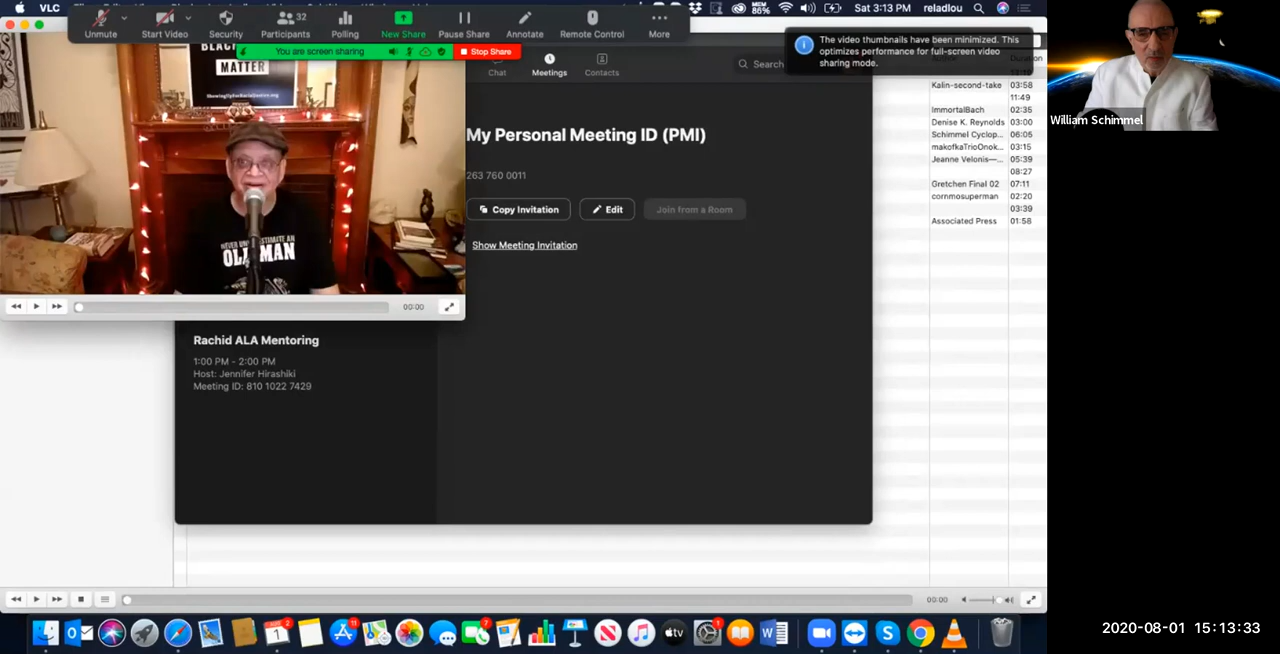 VLC
Sat 3:13 PM reladlou
MEM
86%
Unmute
Start Video
Security
Participants
32
Polling
New Share
Pause Share
Annotate
Remote Control
More
You are screen sharing
Stop Share
The video thumbnails have been minimized. This
optimizes performance for full-screen video
sharing mode.
MATTER
Chat
Meetings
Contacts
Search
Duration
Kalin-second-take 03:58
11:49
ImmortalBach 02:35
Denise K. Reynolds 03:00
Schimmel Cyclop... 06:05
makofkaTrioOnok... 03:15
Jeanne Velonis—... 05:39
08:27
Gretchen Final 02 07:11
cornmosuperman 02:20
03:39
Associated Press 01:58
William Schimmel
My Personal Meeting ID (PMI)
263 760 0011
Copy Invitation
Edit
Join from a Room
Show Meeting Invitation
00:00
Rachid ALA Mentoring
1:00 PM - 2:00 PM
Host: Jennifer Hirashiki
Meeting ID: 810 1022 7429
00:00
2020-08-01 15:13:33